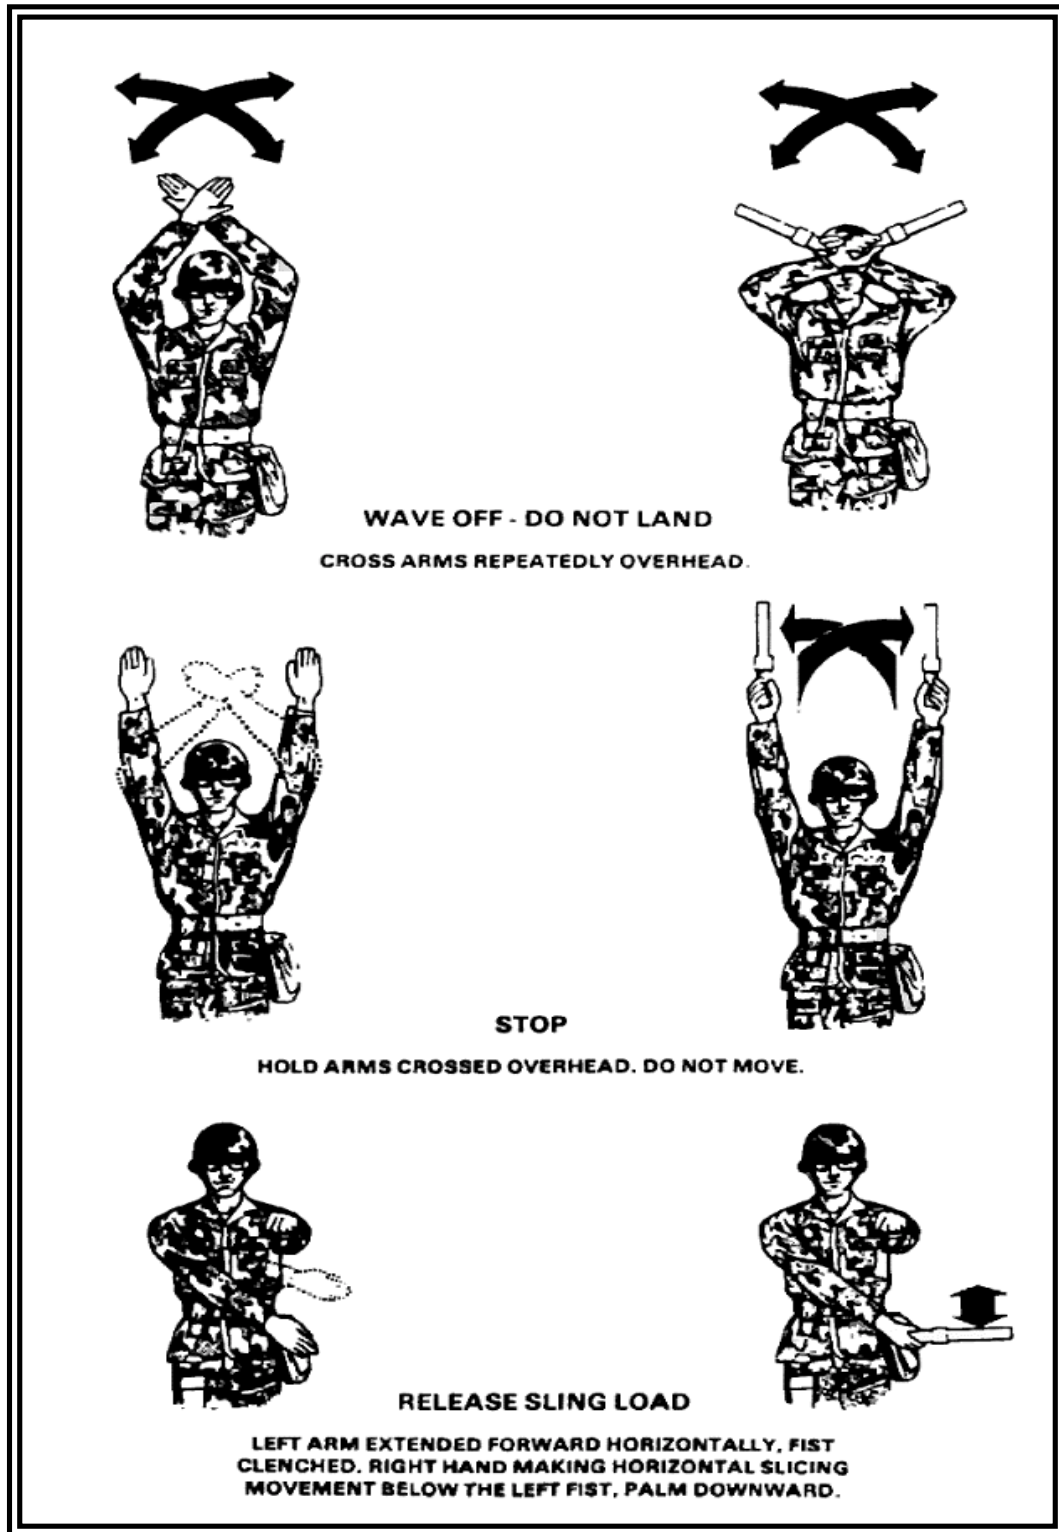 WAVE OFF - DO NOT LAND
CROSS ARMS REPEATEDLY OVERHEAD.
STOP
HOLD ARMS CROSSED OVERHEAD. DO NOT MOVE.
RELEASE SLING LOAD
LEFT ARM EXTENDED FORWARD HORIZONTALLY, FIST
CLENCHED. RIGHT HAND MAKING HORIZONTAL SLICING
MOVEMENT BELOW THE LEFT FIST, PALM DOWNWARD.